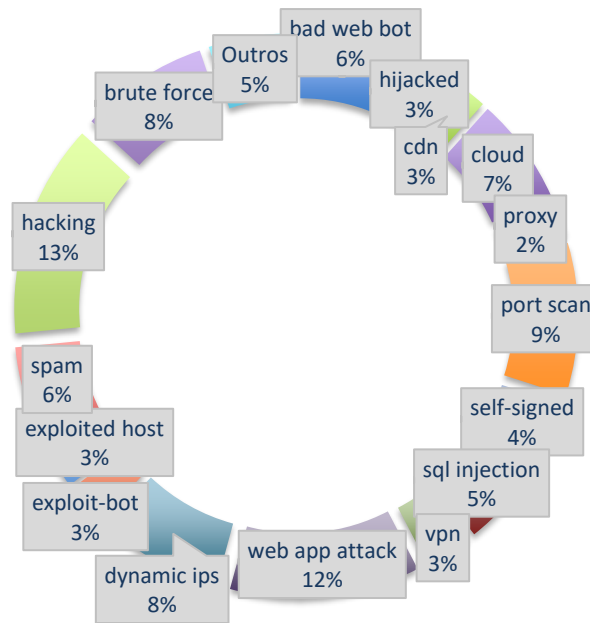 bad web bot
6%
hijacked
3%
cdn
3%
cloud
7%
proxy
2%
port scan
9%
self-signed
4%
sql injection
5%
vpn
3%
web app attack
12%
dynamic ips
8%
exploit-bot
3%
exploited host
3%
spam
6%
hacking
13%
brute force
8%
Outros
5%